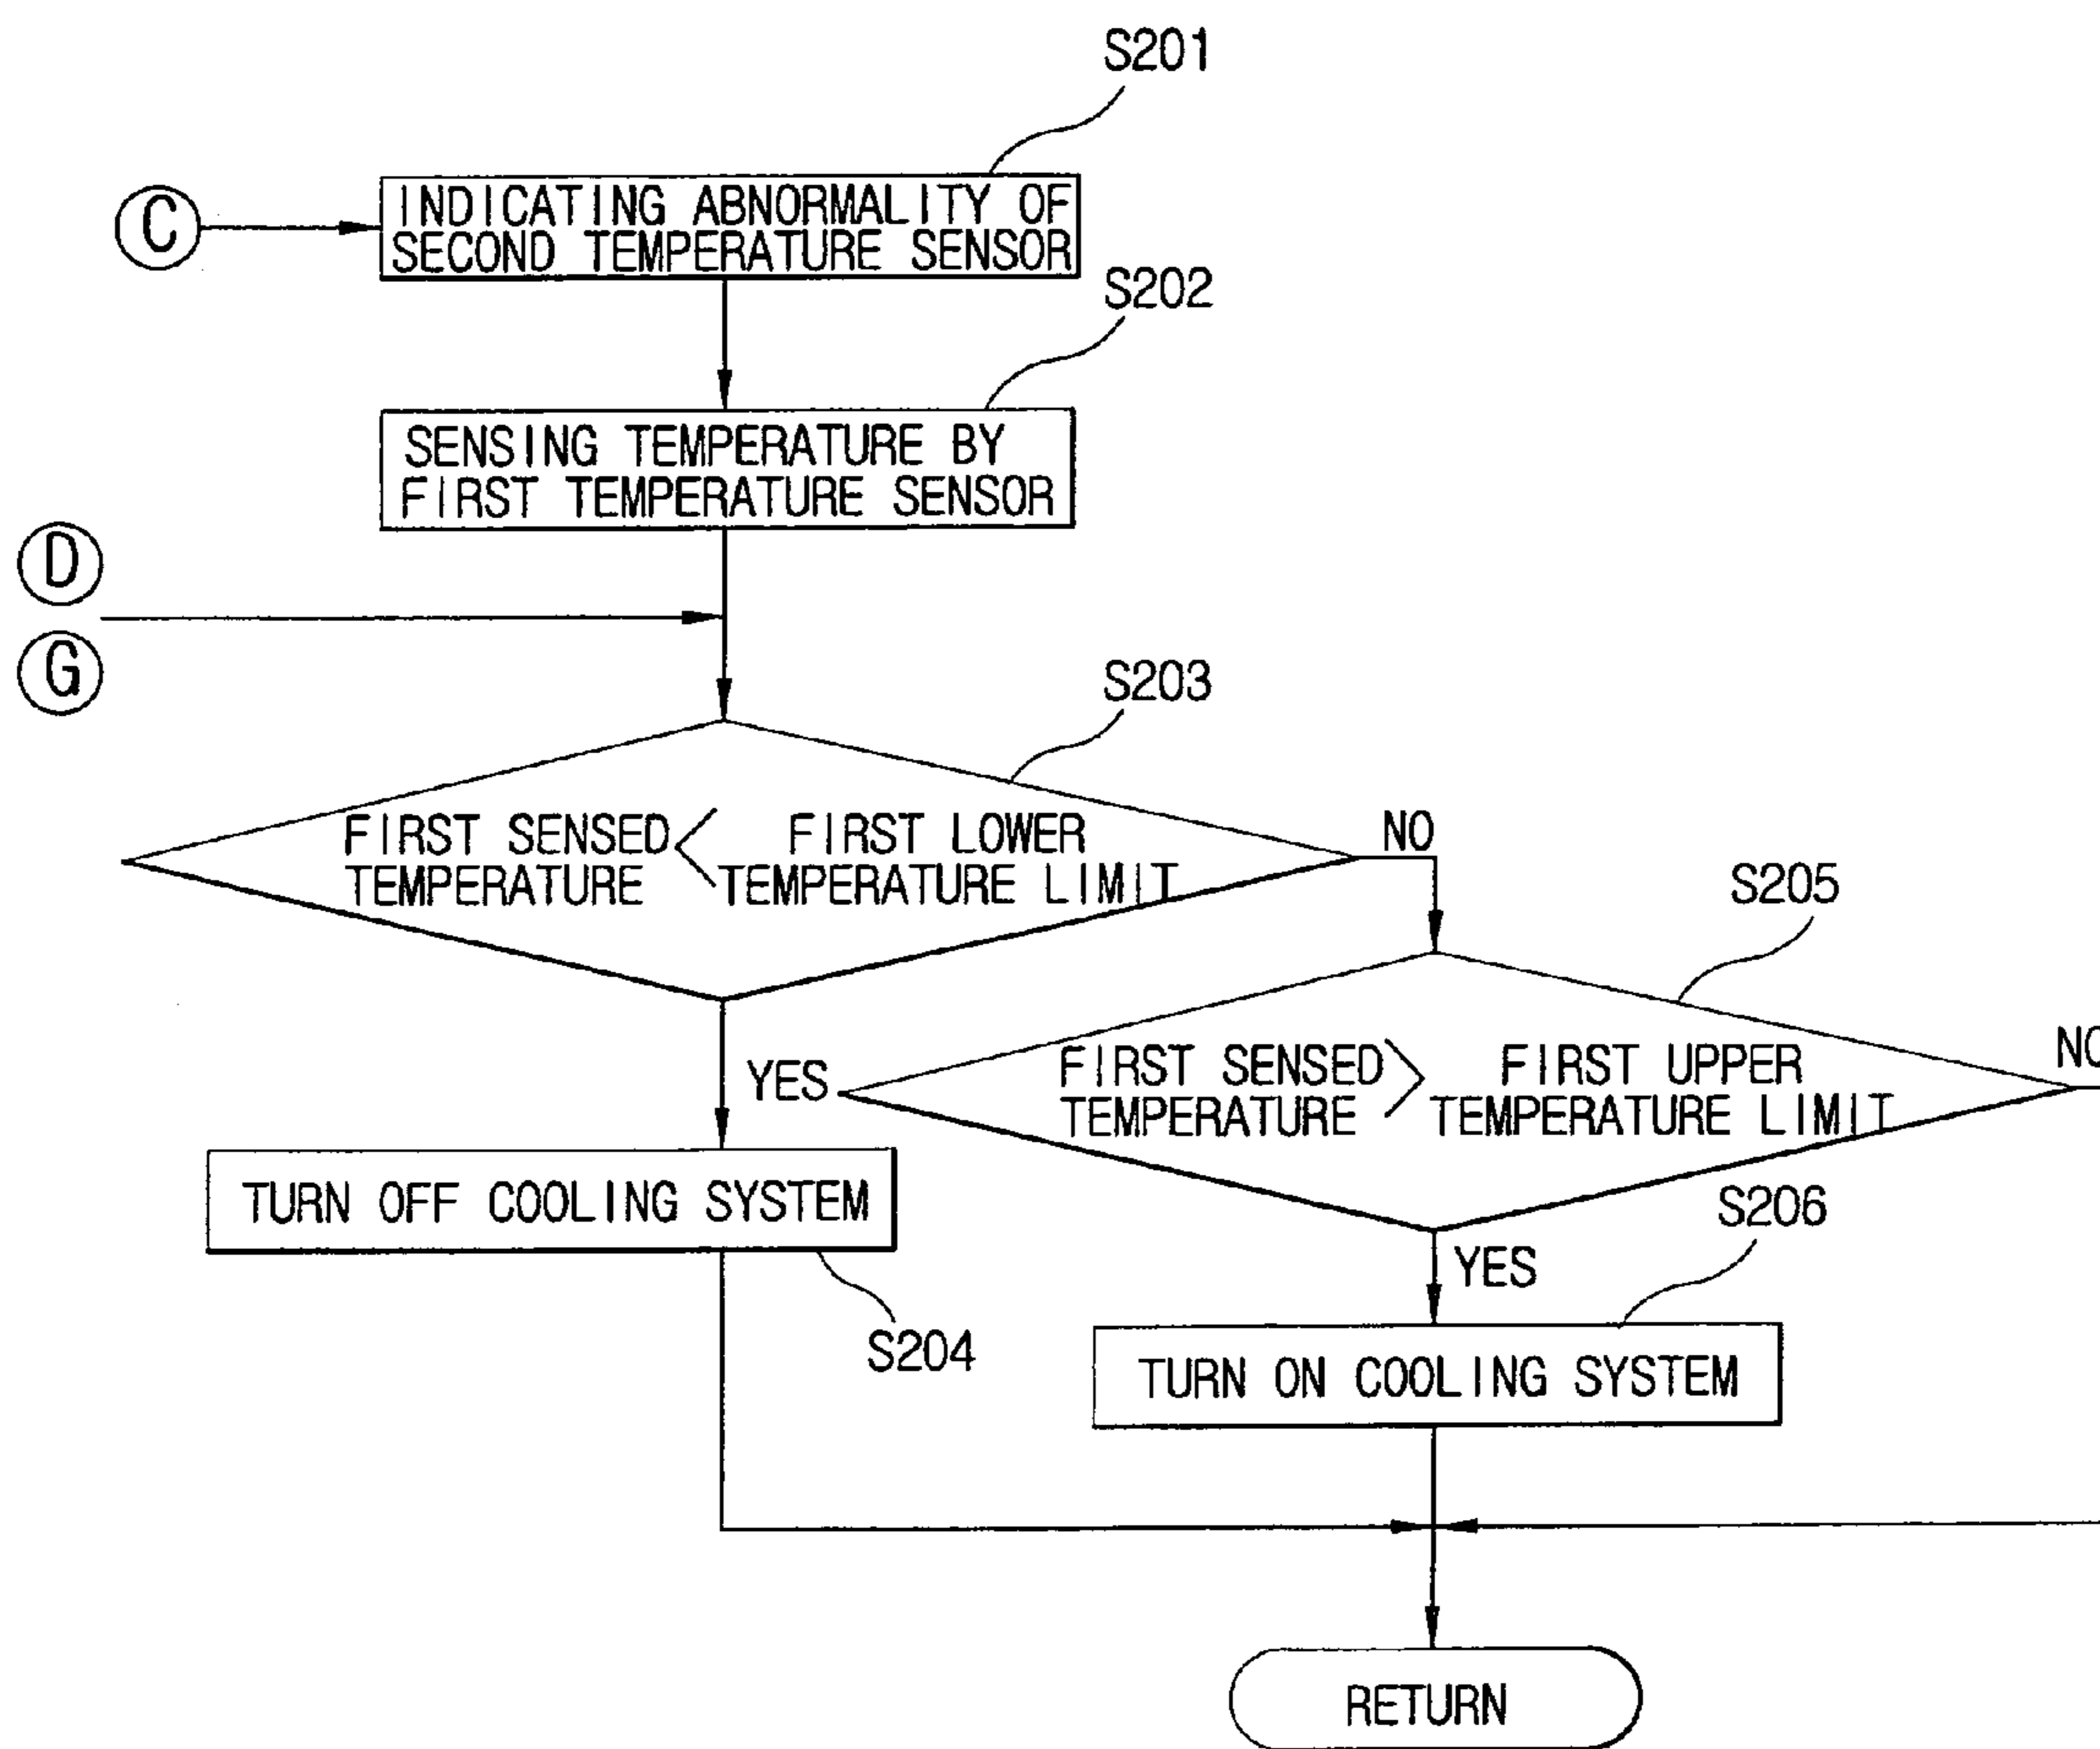 S201
C
INDICATING ABNORMALITY OF
SECOND TEMPERATURE SENSOR
S202
SENSING TEMPERATURE BY
FIRST TEMPERATURE SENSOR
D
G
S203
FIRST SENSED < FIRST LOWER
TEMPERATURE TEMPERATURE LIMIT
NO
S205
FIRST SENSED > FIRST UPPER
TEMPERATURE TEMPERATURE LIMIT
NO
YES
TURN OFF COOLING SYSTEM
S204
YES
S206
TURN ON COOLING SYSTEM
RETURN